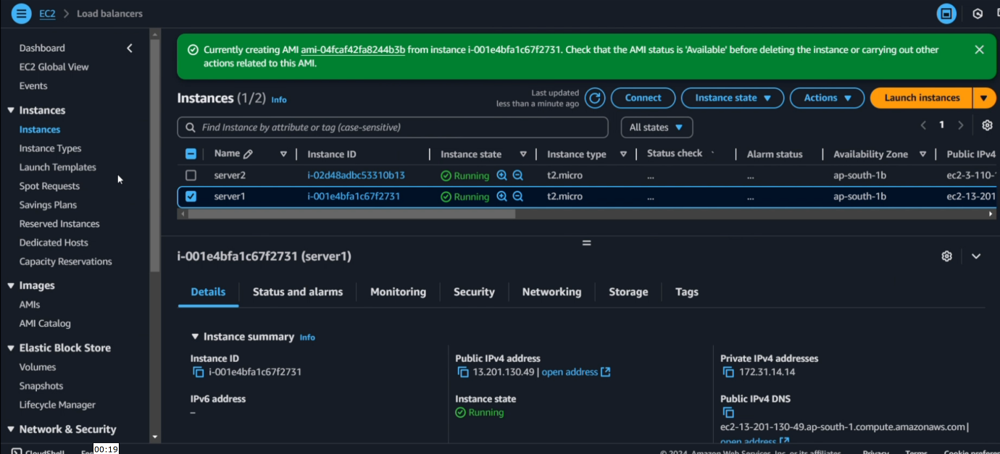 EC2 > Load balancers
Dashboard
EC2 Global View
Events
Instances
Instances
Instance Types
Launch Templates
Spot Requests
Savings Plans
Reserved Instances
Dedicated Hosts
Capacity Reservations
Images
AMIs
AMI Catalog
Elastic Block Store
Volumes
Snapshots
Lifecycle Manager
Network & Security
Currently creating AMI ami-04fcaf42fa8244b3b from instance i-001e4bfa1c67f2731. Check that the AMI status is 'Available' before deleting the instance or carrying out other
actions related to this AMI.
Instances (1/2) Info
Last updated
less than a minute ago
Connect
Instance state
Actions
Launch instances
Find Instance by attribute or tag (case-sensitive)
All states
1
Name Instance ID Instance state Instance type Status check Alarm status Availability Zone Public IPv4
server2 i-02d48adbc53310b13 Running t2.micro ... ... ap-south-1b ec2-3-110-
server1 i-001e4bfa1c67f2731 Running t2.micro ... ... ap-south-1b ec2-13-201
i-001e4bfa1c67f2731 (server1)
Details Status and alarms Monitoring Security Networking Storage Tags
Instance summary Info
Instance ID
i-001e4bfa1c67f2731
IPv6 address
–
Public IPv4 address
13.201.130.49 | open address
Instance state
Running
Private IPv4 addresses
172.31.14.14
Public IPv4 DNS
ec2-13-201-130-49.ap-south-1.compute.amazonaws.com |
open address
CloudShell
00:19
© 2024, Amazon Web Services, Inc. or its affiliates. Privacy Terms Cookie